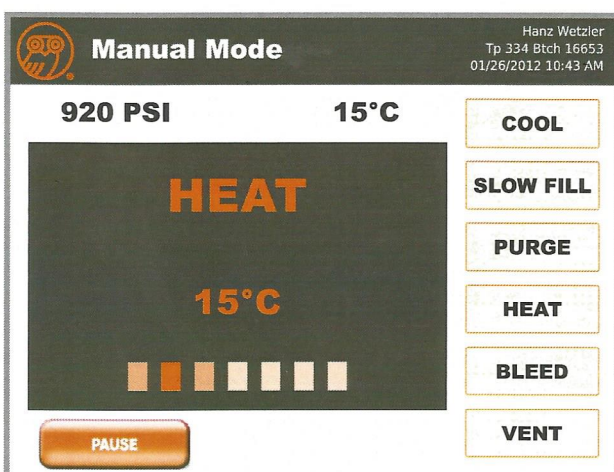 Manual Mode
Hanz Wetzler
Tp 334 Btch 16653
01/26/2012 10:43 AM
920 PSI
15°C
HEAT
15°C
PAUSE
COOL
SLOW FILL
PURGE
HEAT
BLEED
VENT